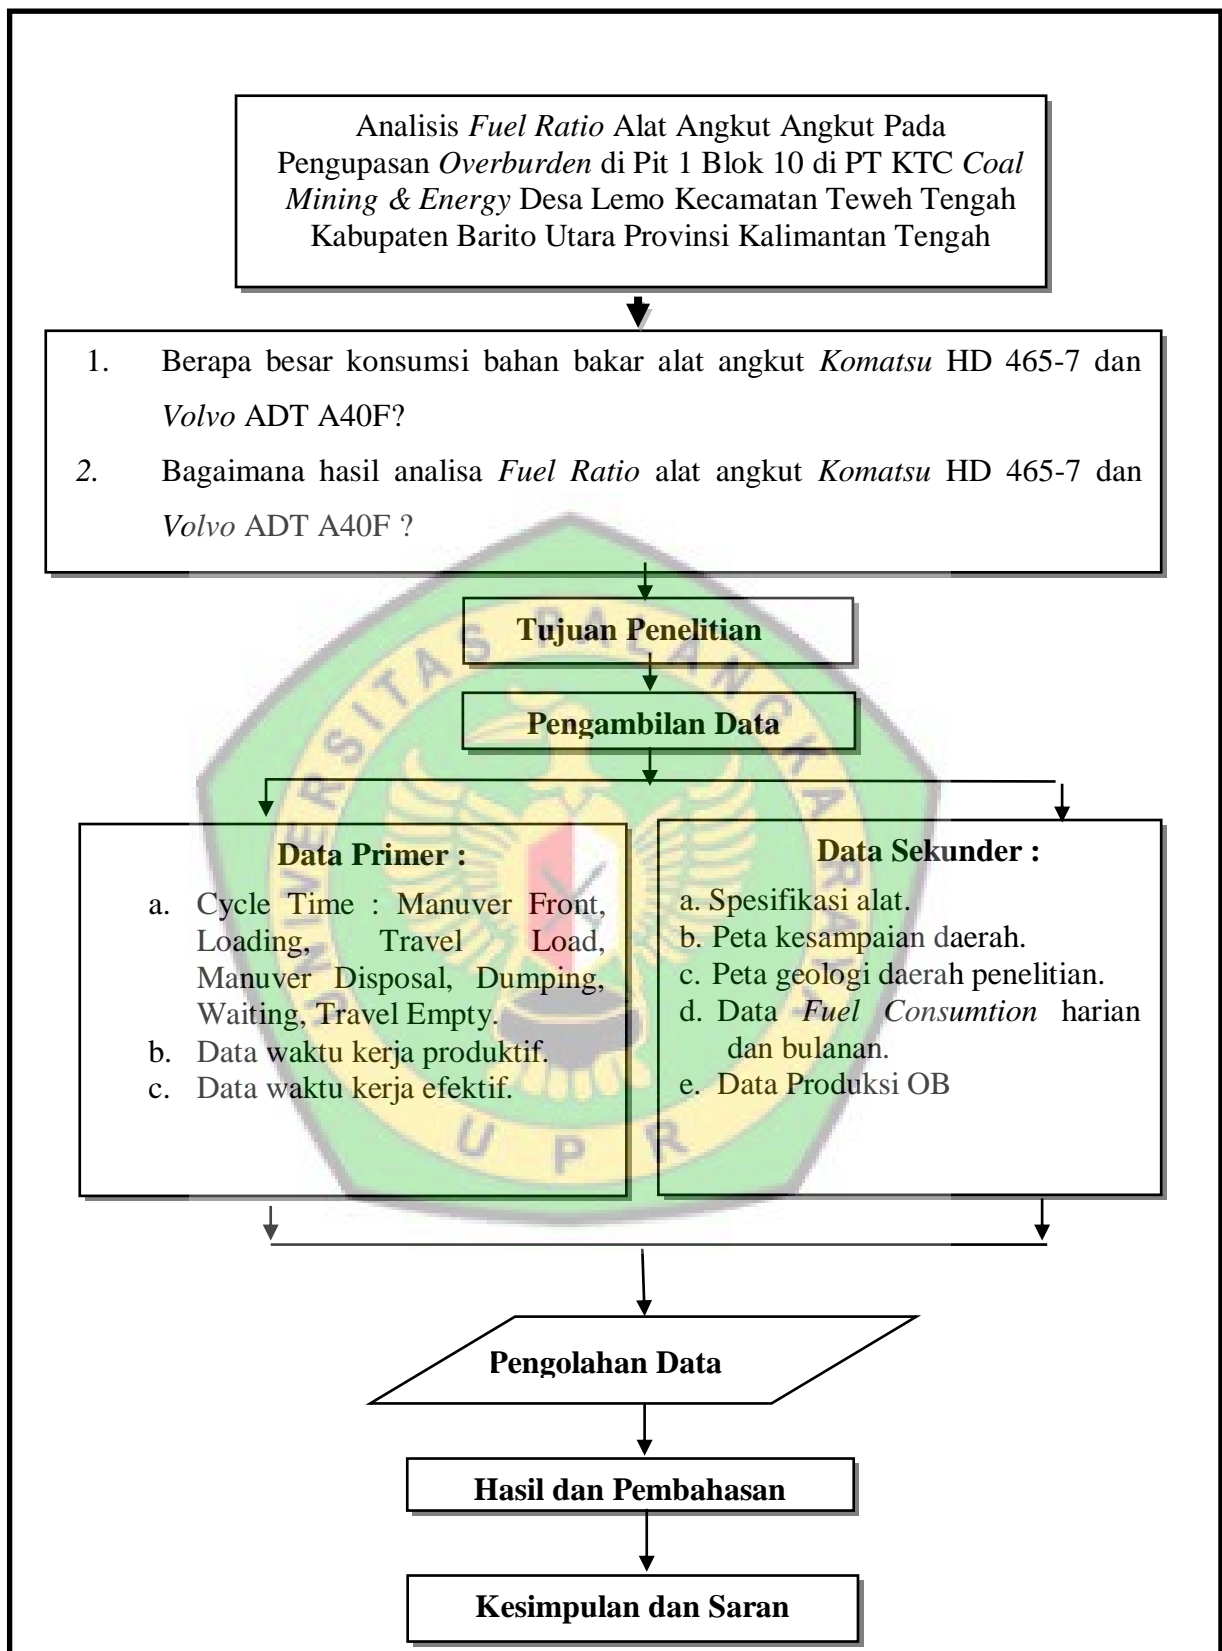 Analisis Fuel Ratio Alat Angkut Angkut Pada
Pengupasan Overburden di Pit 1 Blok 10 di PT KTC Coal
Mining & Energy Desa Lemo Kecamatan Teweh Tengah
Kabupaten Barito Utara Provinsi Kalimantan Tengah
1. Berapa besar konsumsi bahan bakar alat angkut Komatsu HD 465-7 dan
Volvo ADT A40F?
2. Bagaimana hasil analisa Fuel Ratio alat angkut Komatsu HD 465-7 dan
Volvo ADT A40F ?
UNIVERSITAS PALANGKA RAYA
Tujuan Penelitian
Pengambilan Data
Data Primer :
a. Cycle Time : Manuver Front,
Loading, Travel Load,
Manuver Disposal, Dumping,
Waiting, Travel Empty.
b. Data waktu kerja produktif.
c. Data waktu kerja efektif.
Data Sekunder :
a. Spesifikasi alat.
b. Peta kesampaian daerah.
c. Peta geologi daerah penelitian.
d. Data Fuel Consumtion harian
dan bulanan.
e. Data Produksi OB
UPR
Pengolahan Data
Hasil dan Pembahasan
Kesimpulan dan Saran